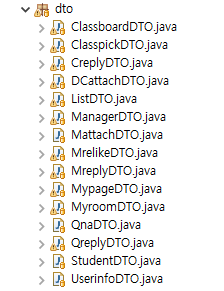 dto
ClassboardDTO.java
ClasspickDTO.java
CreplyDTO.java
DCattachDTO.java
ListDTO.java
ManagerDTO.java
MattachDTO.java
MrelikeDTO.java
MreplyDTO.java
MypageDTO.java
MyroomDTO.java
QnaDTO.java
QreplyDTO.java
StudentDTO.java
UserinfoDTO.java